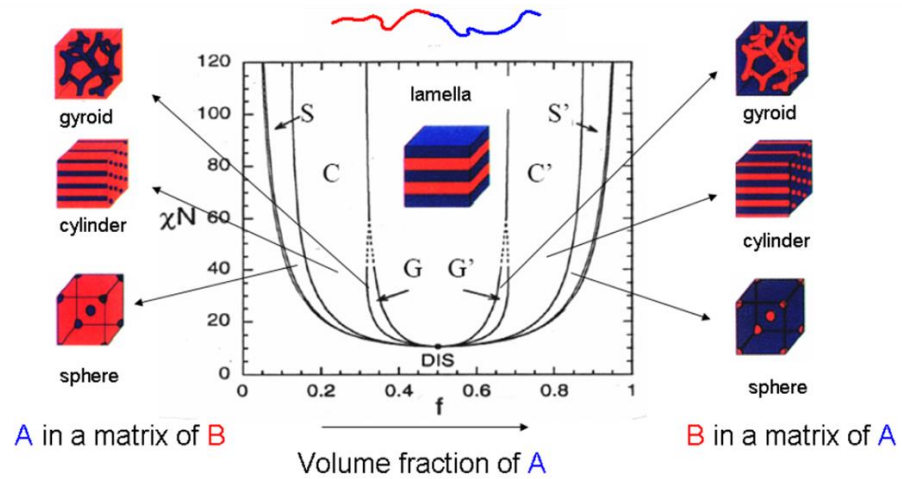 gyroid
cylinder
sphere
A in a matrix of B
χN
120
100
80
60
40
20
0
S
C
lamella
S'
C'
G
G'
DIS
0
0.2
0.4
0.6
0.8
1
f
Volume fraction of A
gyroid
cylinder
sphere
B in a matrix of A